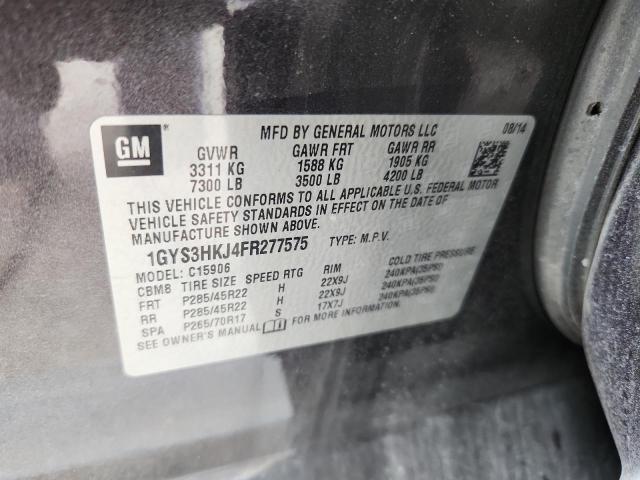 GM
MFD BY GENERAL MOTORS LLC 08/14
GVWR GAWR FRT GAWR RR
3311 KG 1588 KG 1905 KG
7300 LB 3500 LB 4200 LB
THIS VEHICLE CONFORMS TO ALL APPLICABLE U.S. FEDERAL MOTOR
VEHICLE SAFETY STANDARDS IN EFFECT ON THE DATE OF
MANUFACTURE SHOWN ABOVE.
1GYS3HKJ4FR277575 TYPE: M.P.V.
MODEL: C15906
CBM8 TIRE SIZE SPEED RTG RIM COLD TIRE PRESSURE
FRT P285/45R22 H 22X9J 240KPA(35PSI)
RR P285/45R22 H 22X9J 240KPA(35PSI)
SPA P265/70R17 S 17X7J 240KPA(35PSI)
SEE OWNER'S MANUAL FOR MORE INFORMATION.